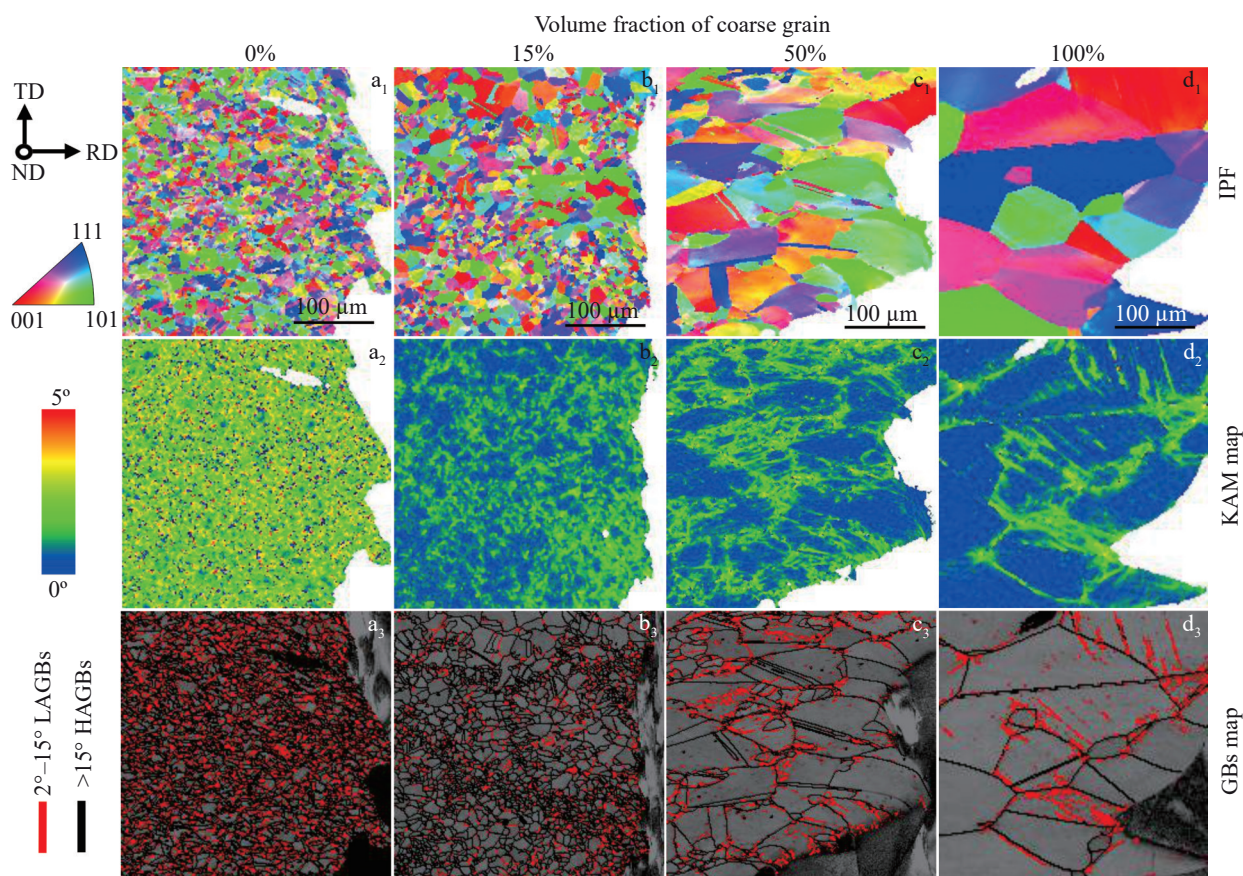 Volume fraction of coarse grain
0% 15% 50% 100%
TD
RD
ND
111
001 101
a₁ b₁ c₁ d₁
100 µm 100 µm 100 µm 100 µm
IPF
5°
0°
a₂ b₂ c₂ d₂
KAM map
2°–15° LAGBs
>15° HAGBs
a₃ b₃ c₃ d₃
GBs map